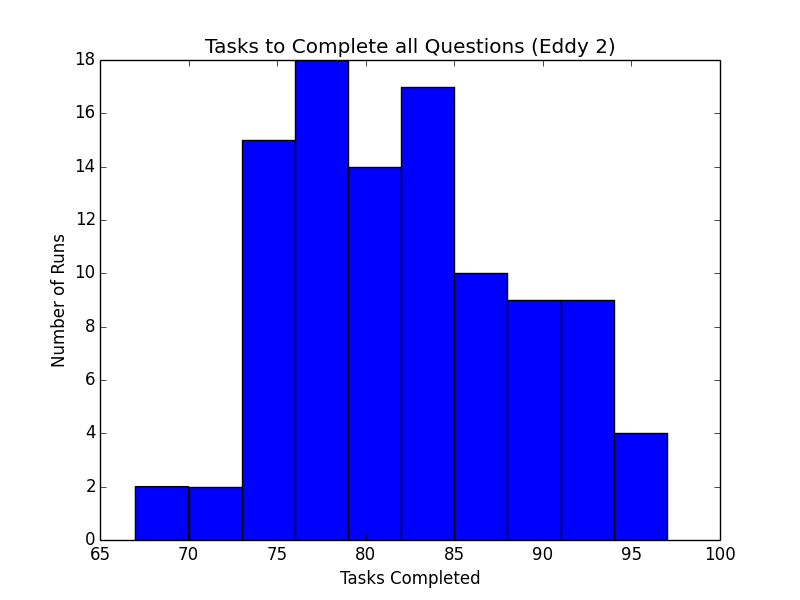 Tasks to Complete all Questions (Eddy 2)
18
16
14
12
10
8
6
4
2
0
Number of Runs
65 70 75 80 85 90 95 100
Tasks Completed